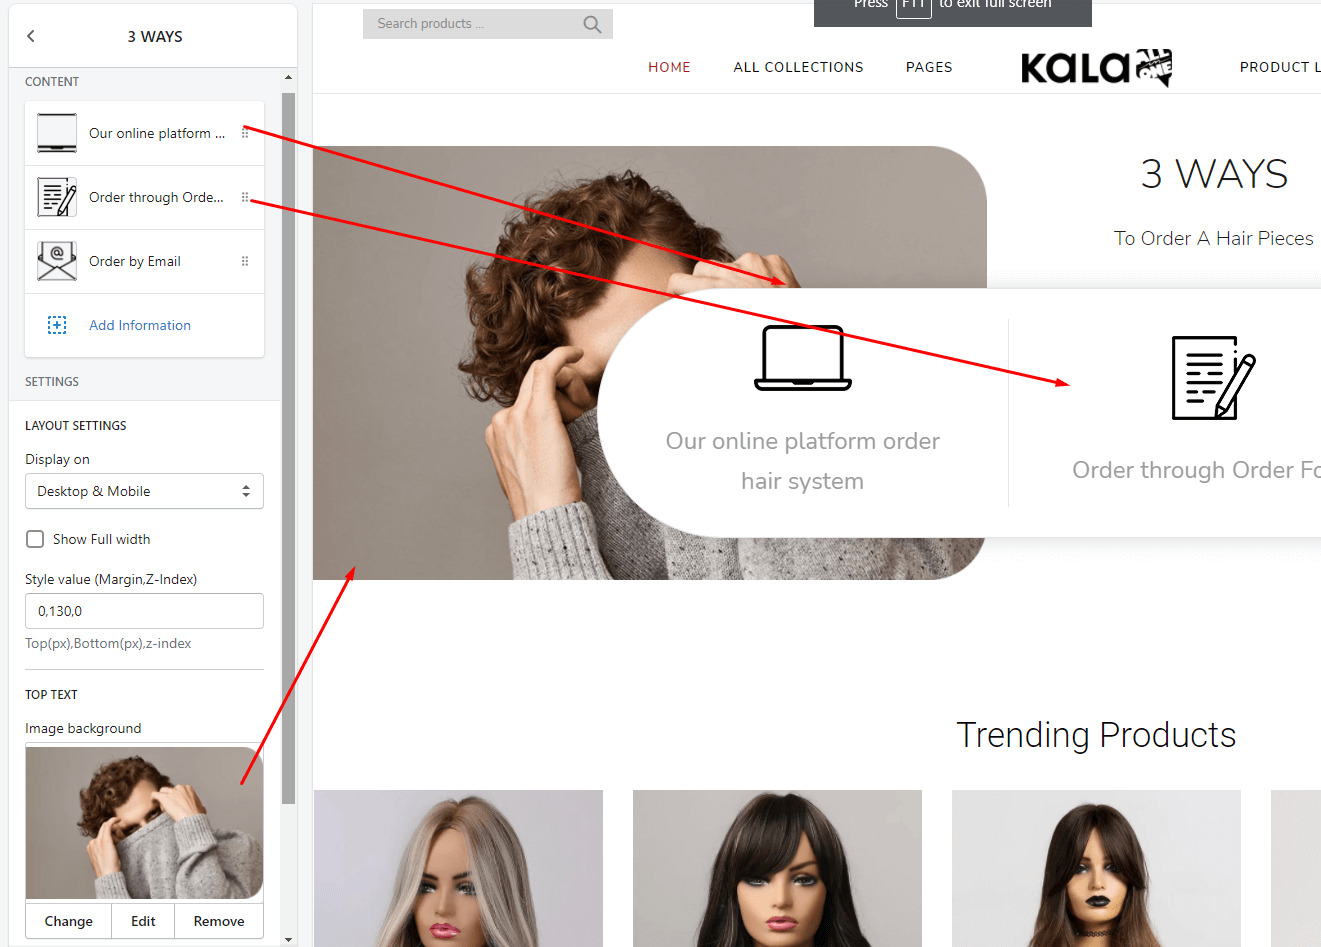 3 WAYS
CONTENT
Our online platform ...
Order through Orde...
@
Order by Email
Add Information
SETTINGS
LAYOUT SETTINGS
Display on
Desktop & Mobile
Show Full width
Style value (Margin,Z-Index)
0,130,0
Top(px),Bottom(px),z-index
TOP TEXT
Image background
Change
Edit
Remove
Search products ...
Press F11 to exit full screen
HOME
ALL COLLECTIONS
PAGES
KALA
ONE
PRODUCT L
3 WAYS
To Order A Hair Pieces
Our online platform order
hair system
Order through Order Fo
Trending Products